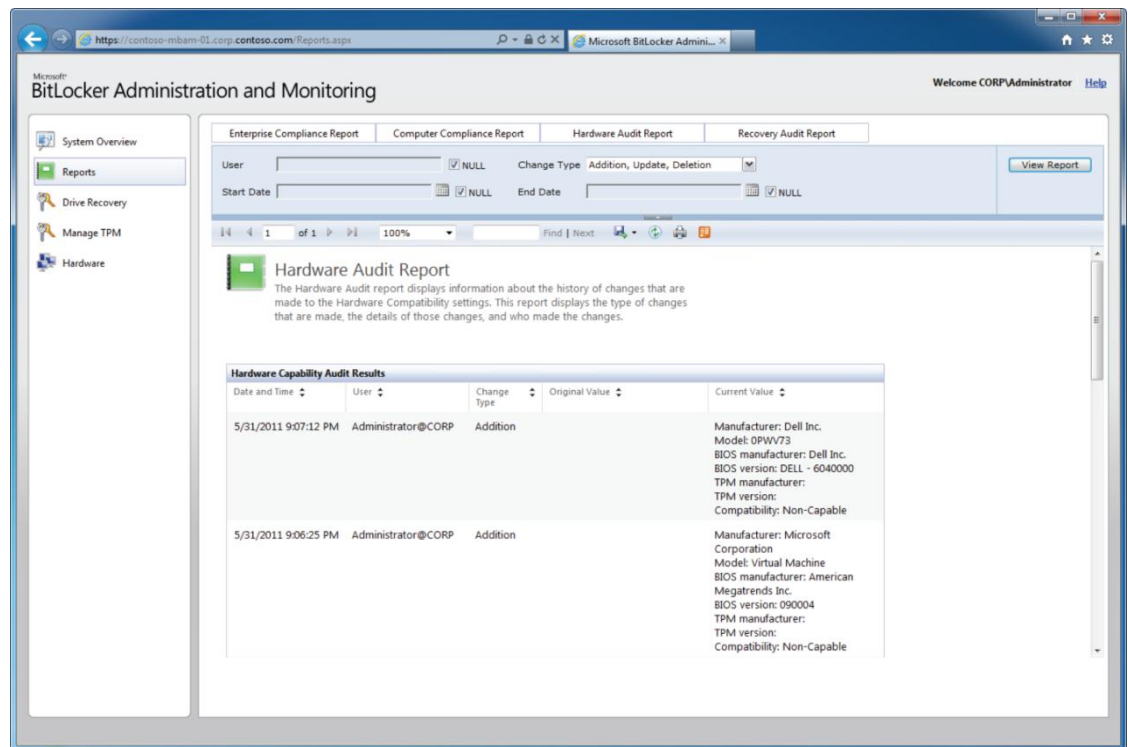 https://contoso-mbam-01.corp.contoso.com/Reports.aspx
Microsoft BitLocker Admini...
Microsoft
BitLocker Administration and Monitoring
Welcome CORP\Administrator Help
System Overview
Reports
Drive Recovery
Manage TPM
Hardware
Enterprise Compliance Report Computer Compliance Report Hardware Audit Report Recovery Audit Report
User NULL Change Type Addition, Update, Deletion View Report
Start Date NULL End Date NULL
1 of 1 100% Find | Next
Hardware Audit Report
The Hardware Audit report displays information about the history of changes that are
made to the Hardware Compatibility settings. This report displays the type of changes
that are made, the details of those changes, and who made the changes.
Hardware Capability Audit Results
Date and Time User Change Type Original Value Current Value
5/31/2011 9:07:12 PM Administrator@CORP Addition Manufacturer: Dell Inc.
Model: 0PWV73
BIOS manufacturer: Dell Inc.
BIOS version: DELL - 6040000
TPM manufacturer:
TPM version:
Compatibility: Non-Capable
5/31/2011 9:06:25 PM Administrator@CORP Addition Manufacturer: Microsoft
Corporation
Model: Virtual Machine
BIOS manufacturer: American
Megatrends Inc.
BIOS version: 090004
TPM manufacturer:
TPM version:
Compatibility: Non-Capable